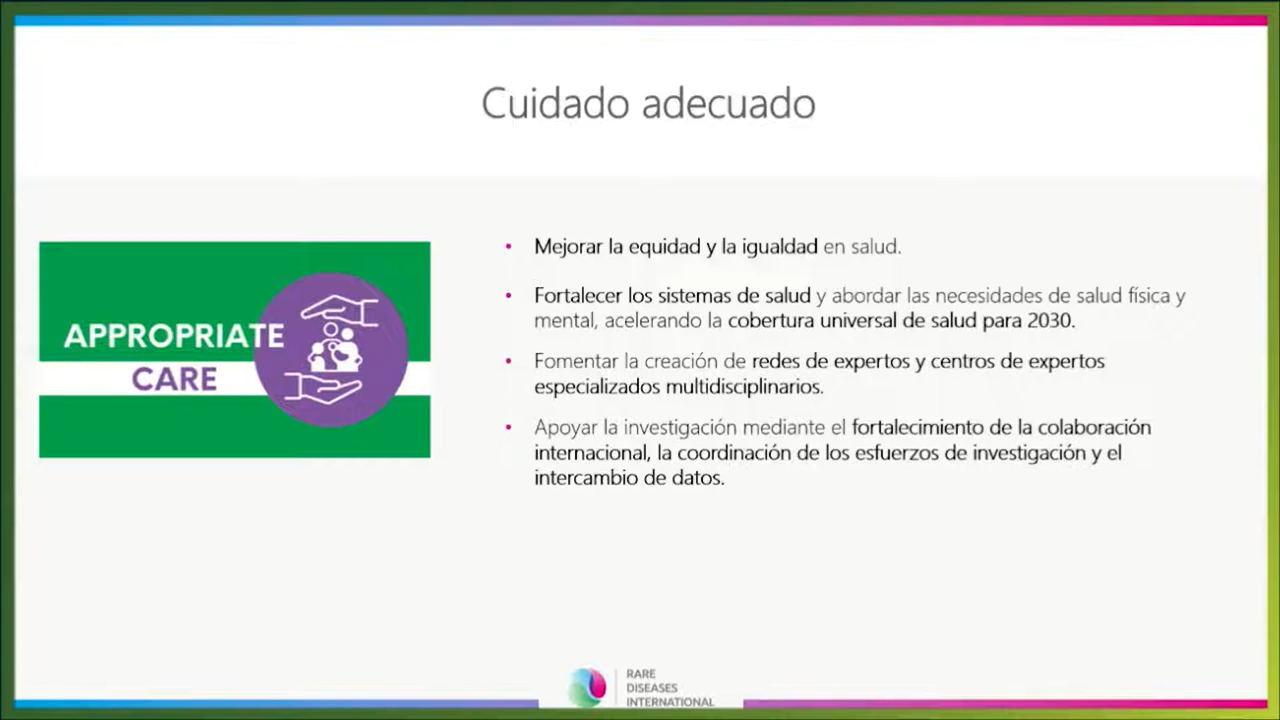 Cuidado adecuado
APPROPRIATE
CARE
• Mejorar la equidad y la igualdad en salud.
• Fortalecer los sistemas de salud y abordar las necesidades de salud física y
mental, acelerando la cobertura universal de salud para 2030.
• Fomentar la creación de redes de expertos y centros de expertos
especializados multidisciplinarios.
• Apoyar la investigación mediante el fortalecimiento de la colaboración
internacional, la coordinación de los esfuerzos de investigación y el
intercambio de datos.
RARE
DISEASES
INTERNATIONAL